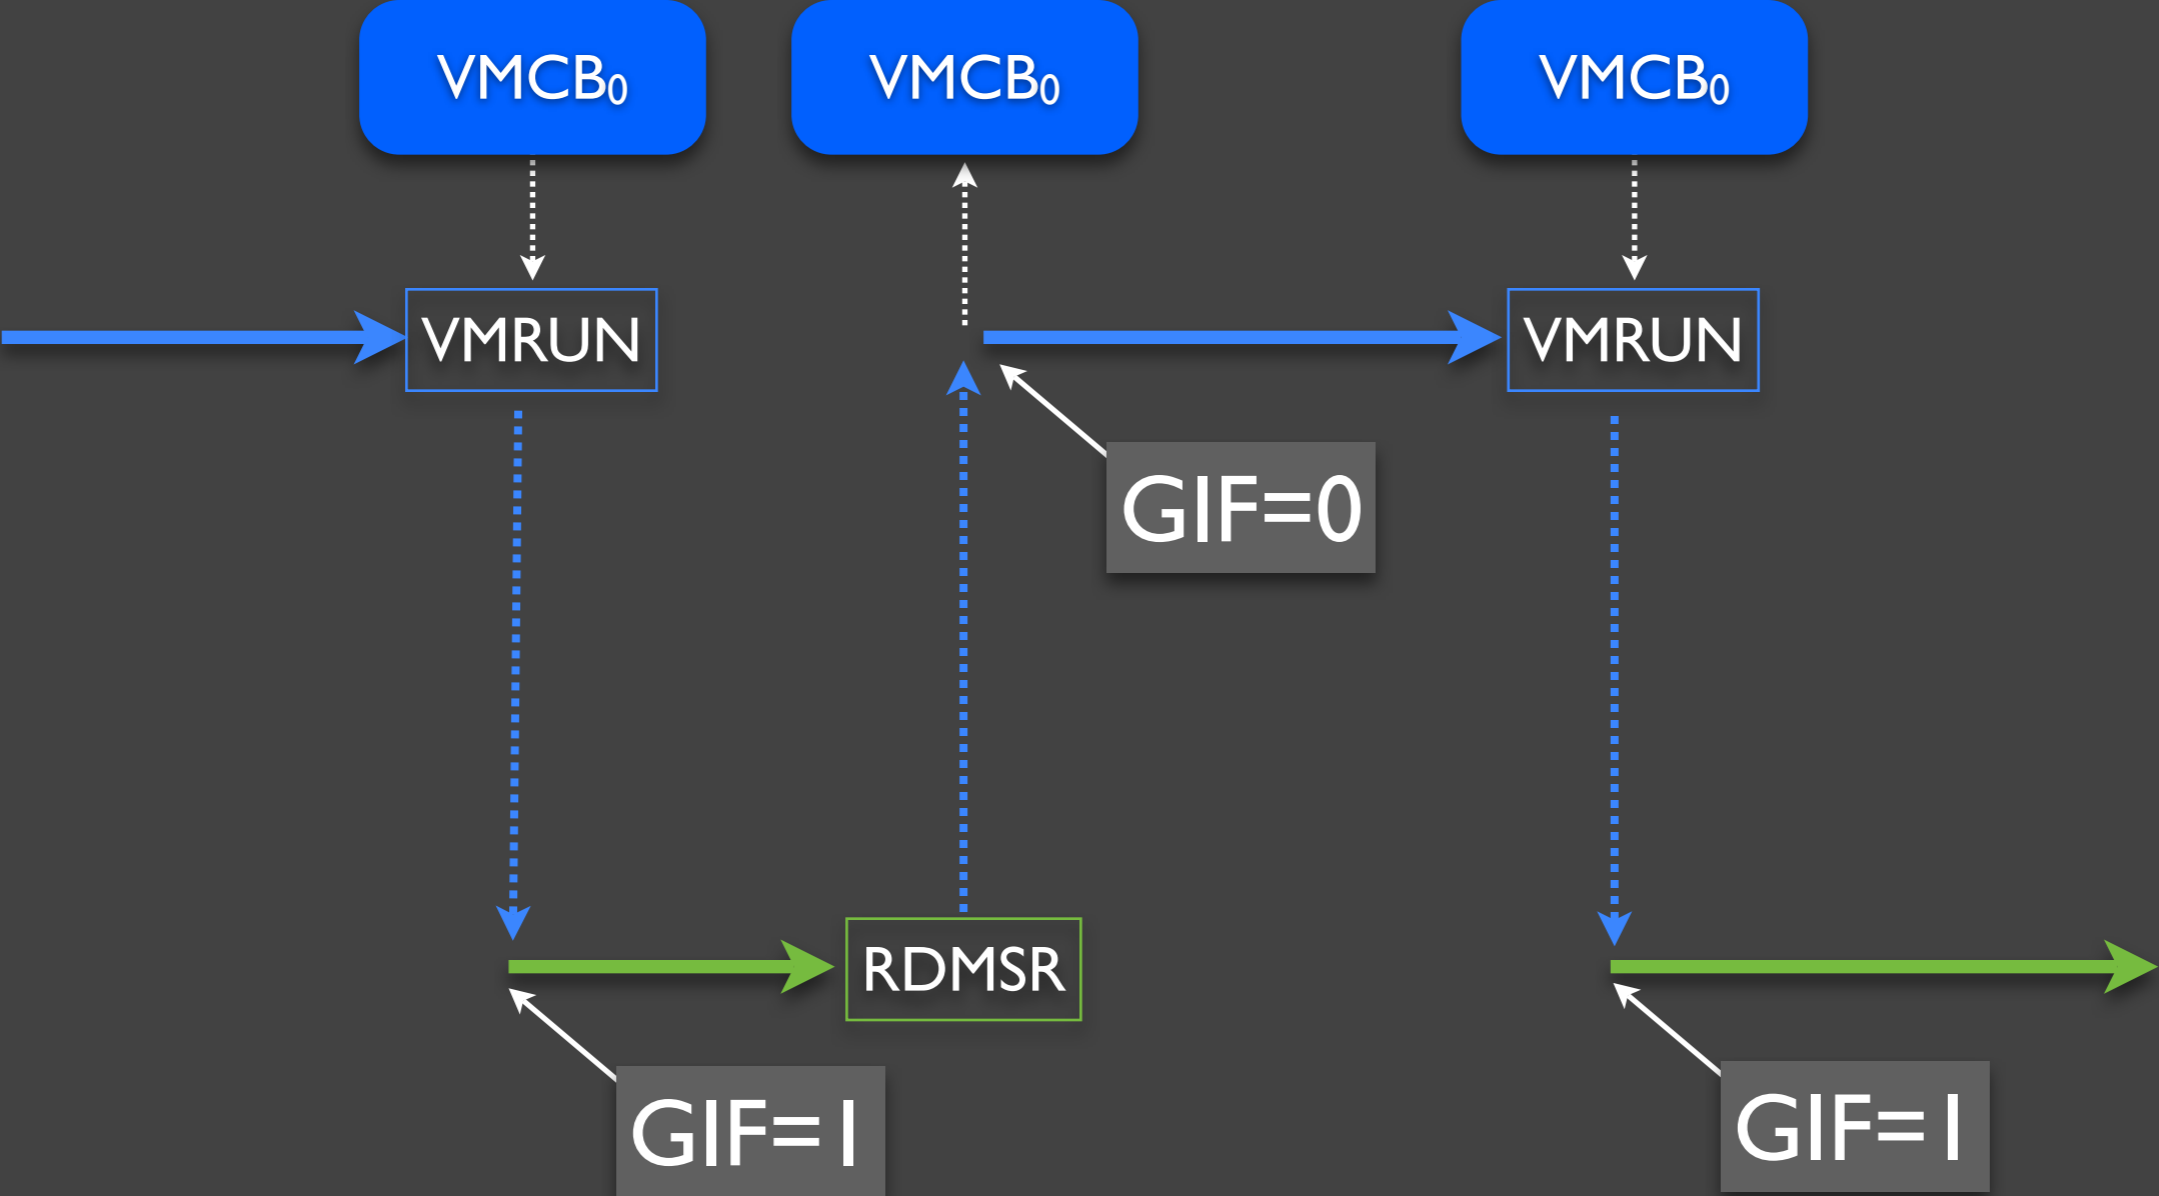 VMCB₀
VMCB₀
VMCB₀
VMRUN
VMRUN
GIF=0
RDMSR
GIF=1
GIF=1